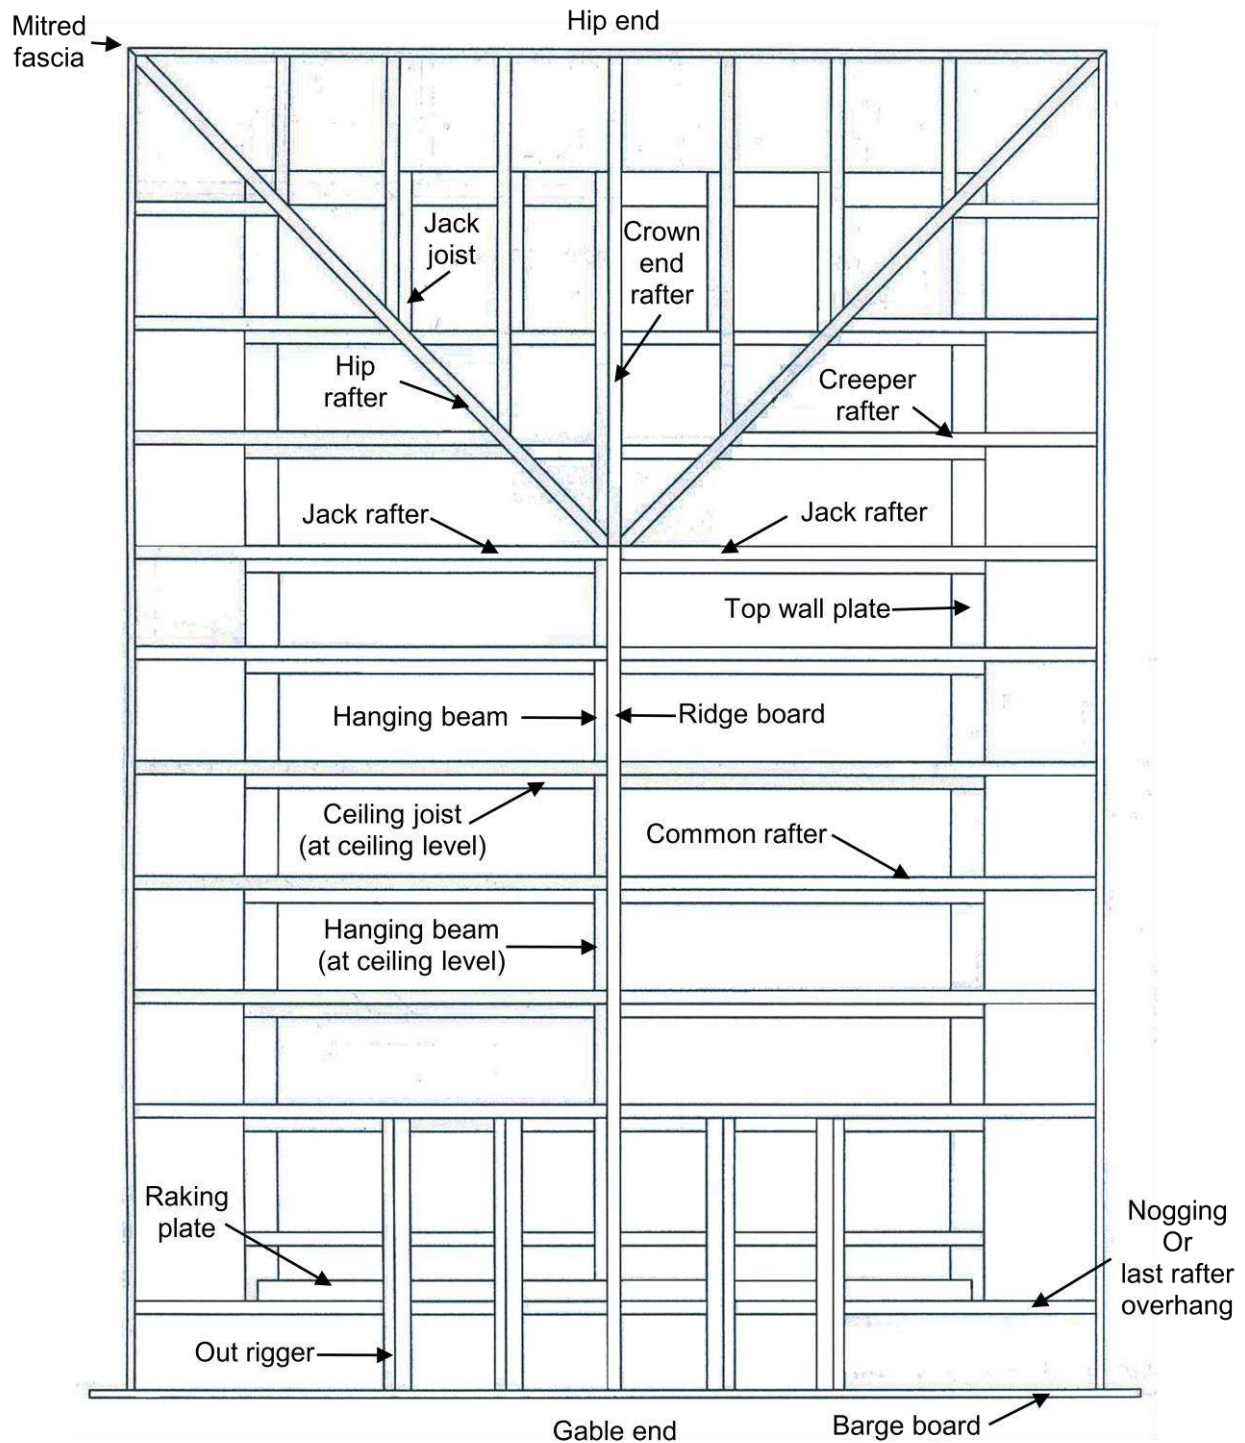 Hip end
Mitred
fascia
Jack
joist
Crown
end
rafter
Hip
rafter
Creeper
rafter
Jack rafter
Jack rafter
Top wall plate
Hanging beam
Ridge board
Ceiling joist
(at ceiling level)
Common rafter
Hanging beam
(at ceiling level)
Raking
plate
Nogging
Or
last rafter
overhang
Out rigger
Gable end
Barge board